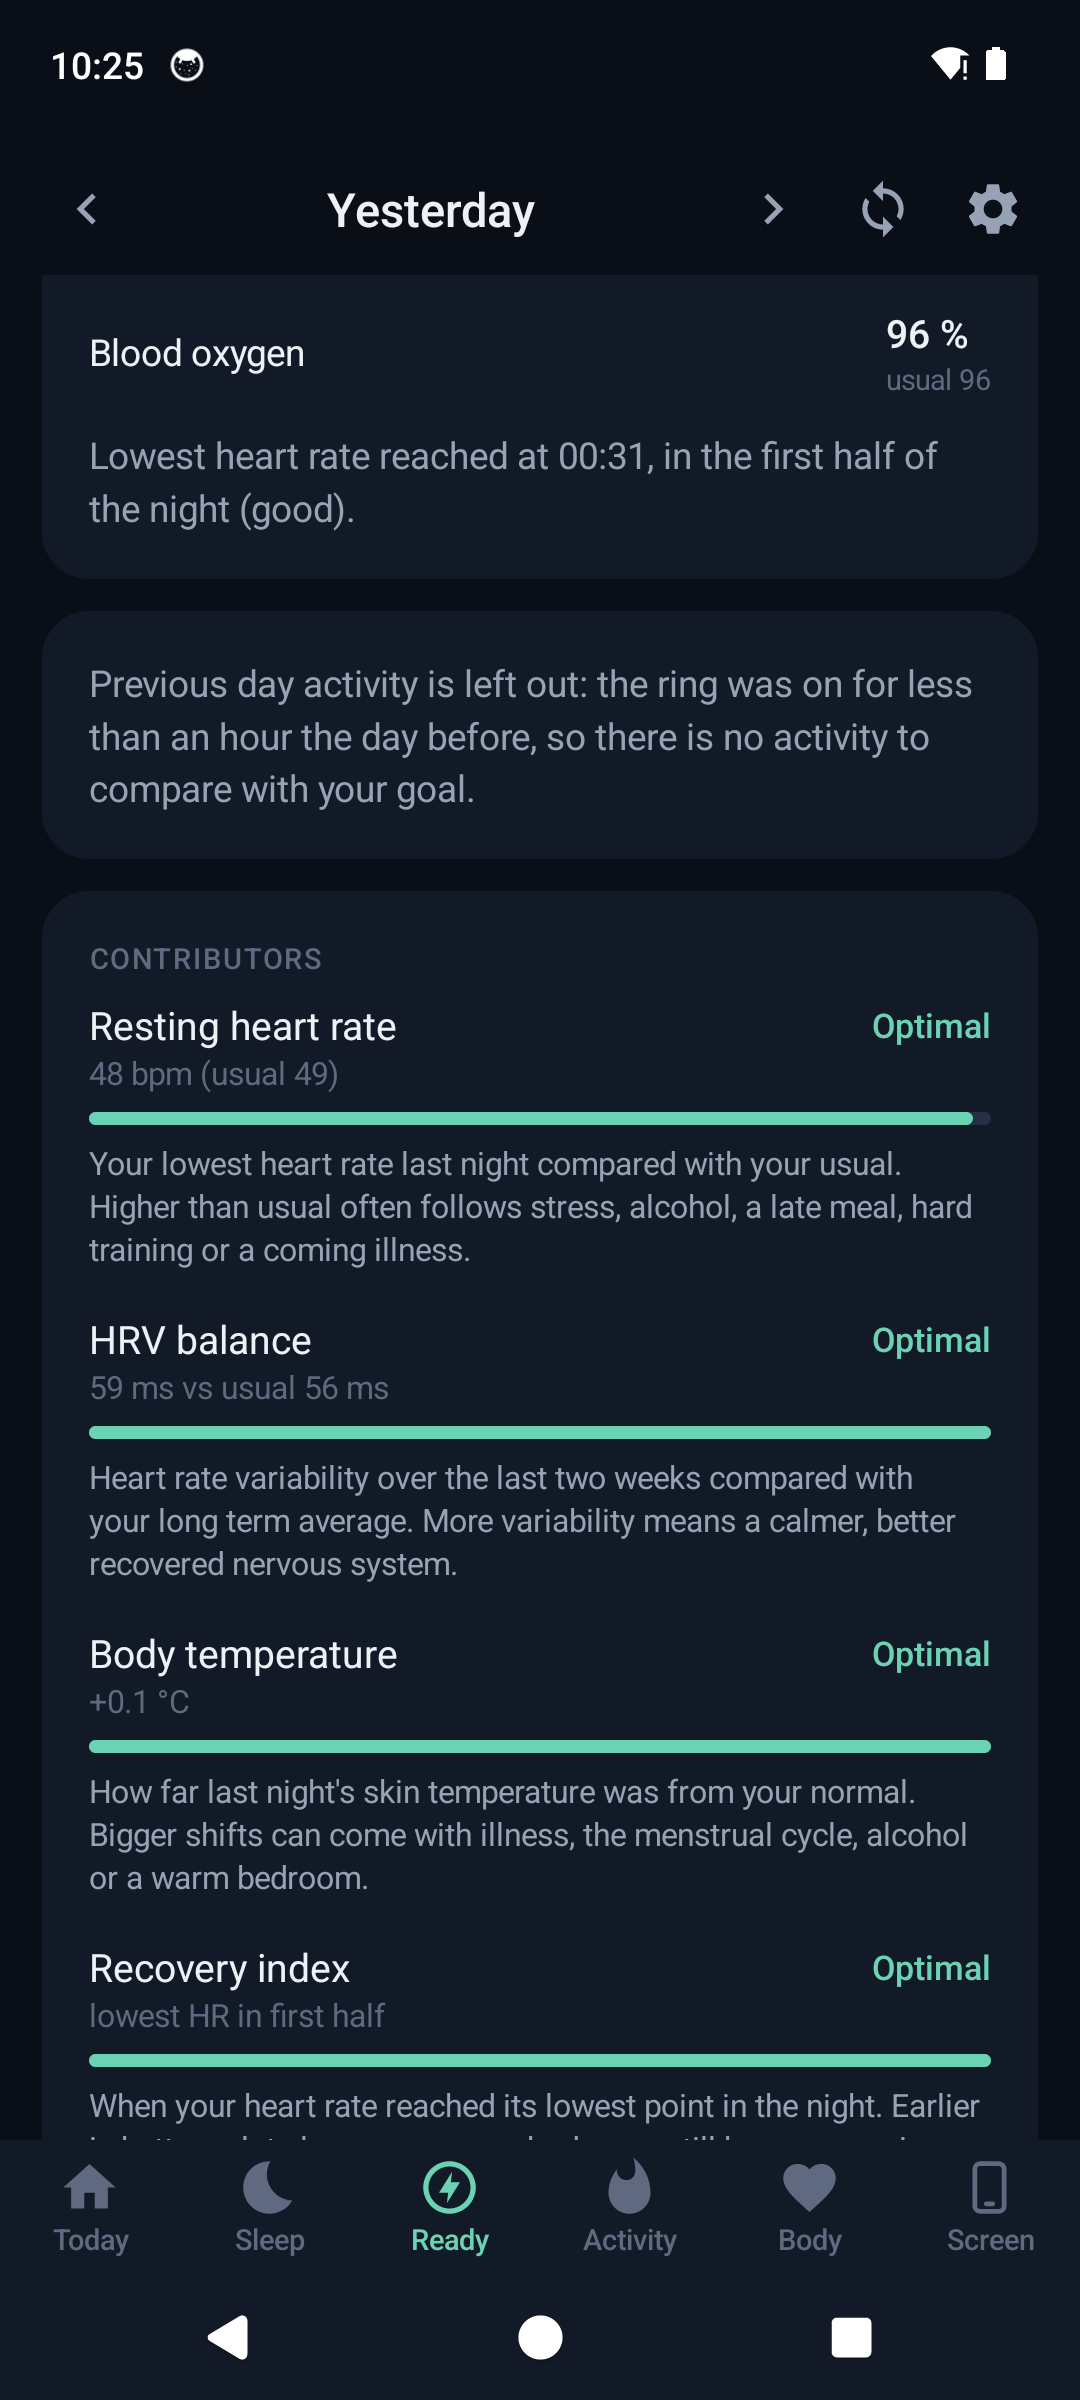 10:25
Yesterday
Blood oxygen
96 %
usual 96
Lowest heart rate reached at 00:31, in the first half of
the night (good).
Previous day activity is left out: the ring was on for less
than an hour the day before, so there is no activity to
compare with your goal.
CONTRIBUTORS
Resting heart rate
Optimal
48 bpm (usual 49)
Your lowest heart rate last night compared with your usual.
Higher than usual often follows stress, alcohol, a late meal, hard
training or a coming illness.
HRV balance
Optimal
59 ms vs usual 56 ms
Heart rate variability over the last two weeks compared with
your long term average. More variability means a calmer, better
recovered nervous system.
Body temperature
Optimal
+0.1 °C
How far last night's skin temperature was from your normal.
Bigger shifts can come with illness, the menstrual cycle, alcohol
or a warm bedroom.
Recovery index
Optimal
lowest HR in first half
When your heart rate reached its lowest point in the night. Earlier
Today
Sleep
Ready
Activity
Body
Screen